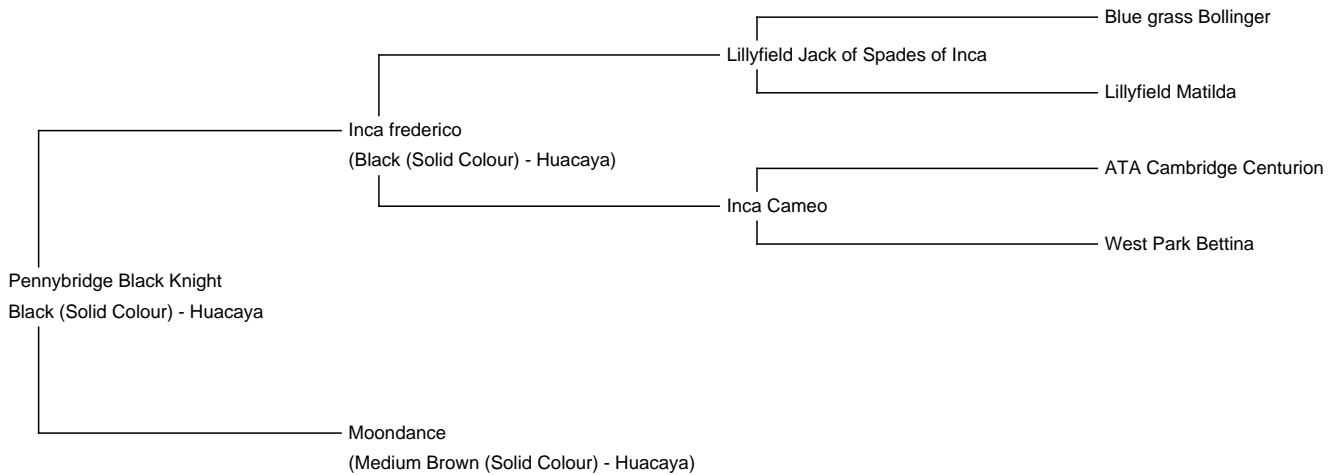 Blue grass Bollinger
Lillyfield Jack of Spades of Inca
Lillyfield Matilda
Inca frederico
(Black (Solid Colour) - Huacaya)
ATA Cambridge Centurion
Inca Cameo
West Park Bettina
Pennybridge Black Knight
Black (Solid Colour) - Huacaya
Moondance
(Medium Brown (Solid Colour) - Huacaya)